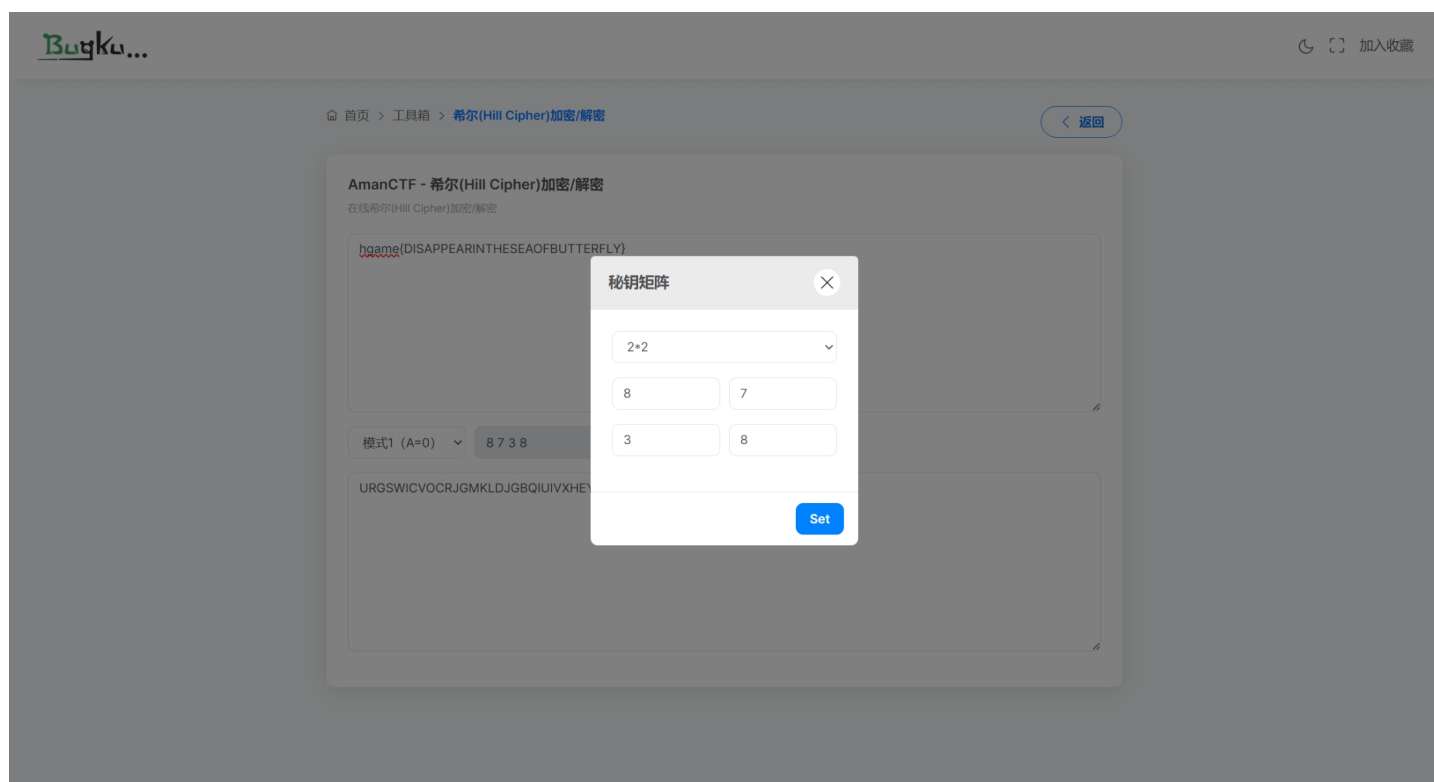 Bugku...
加入收藏
首页 > 工具箱 > 希尔(Hill Cipher)加密/解密
返回
AmanCTF - 希尔(Hill Cipher)加密/解密
在线希尔(Hill Cipher)加密/解密
hgame{DISAPPEARINTHESEAOFBUTTERFLY}
秘钥矩阵
2*2
8 7
3 8
模式1（A=0） 8 7 3 8
URGSWICVOCRJGMKLDJGBQIUIVXHEY
Set